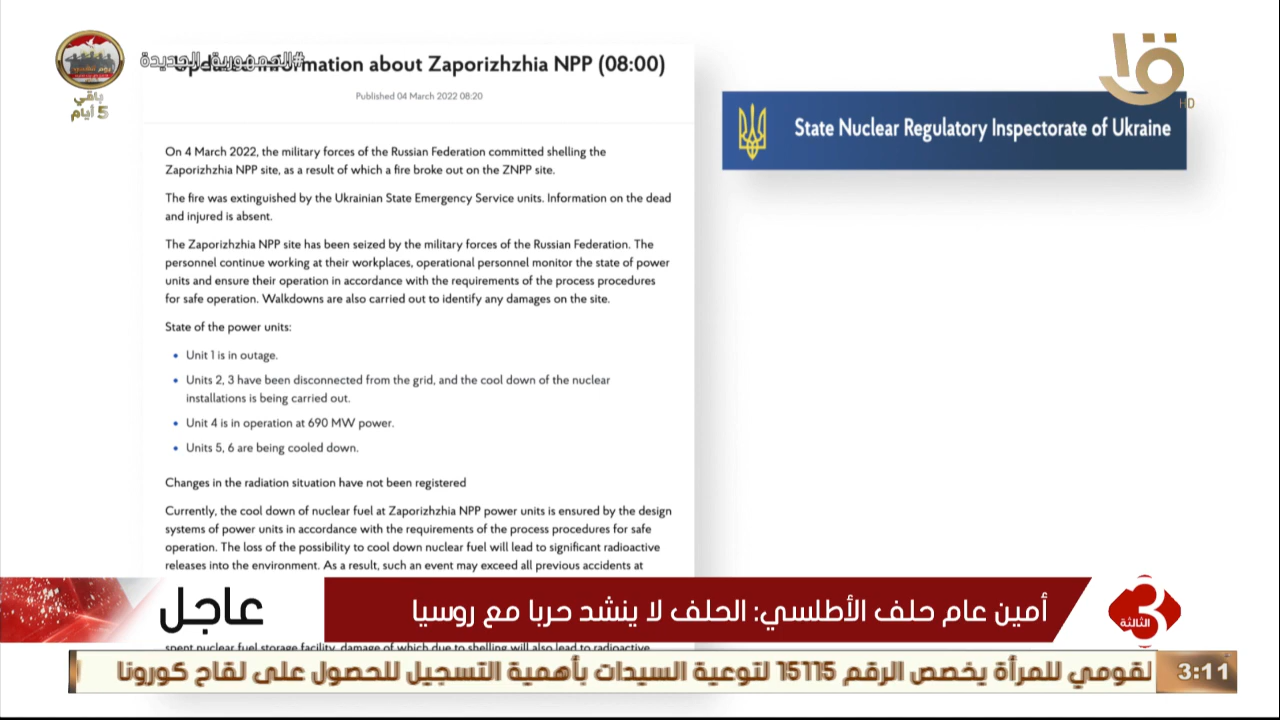 #الجمهورية_الجديدة
باقي
5 أيام
HD
Updated information about Zaporizhzhia NPP (08:00)
Published 04 March 2022 08:20
State Nuclear Regulatory Inspectorate of Ukraine
On 4 March 2022, the military forces of the Russian Federation committed shelling the
Zaporizhzhia NPP site, as a result of which a fire broke out on the ZNPP site.
The fire was extinguished by the Ukrainian State Emergency Service units. Information on the dead
and injured is absent.
The Zaporizhzhia NPP site has been seized by the military forces of the Russian Federation. The
personnel continue working at their workplaces, operational personnel monitor the state of power
units and ensure their operation in accordance with the requirements of the process procedures
for safe operation. Walkdowns are also carried out to identify any damages on the site.
State of the power units:
• Unit 1 is in outage.
• Units 2, 3 have been disconnected from the grid, and the cool down of the nuclear
installations is being carried out.
• Unit 4 is in operation at 690 MW power.
• Units 5, 6 are being cooled down.
Changes in the radiation situation have not been registered
Currently, the cool down of nuclear fuel at Zaporizhzhia NPP power units is ensured by the design
systems of power units in accordance with the requirements of the process procedures for safe
operation. The loss of the possibility to cool down nuclear fuel will lead to significant radioactive
releases into the environment. As a result, such an event may exceed all previous accidents at
عاجل
أمين عام حلف الأطلسي: الحلف لا ينشد حربا مع روسيا
3 الثالثة
spent nuclear fuel storage facility, damage of which due to shelling will also lead to radioactive
لقومي للمرأة يخصص الرقم 15115 لتوعية السيدات بأهمية التسجيل للحصول على لقاح كورونا
3:11